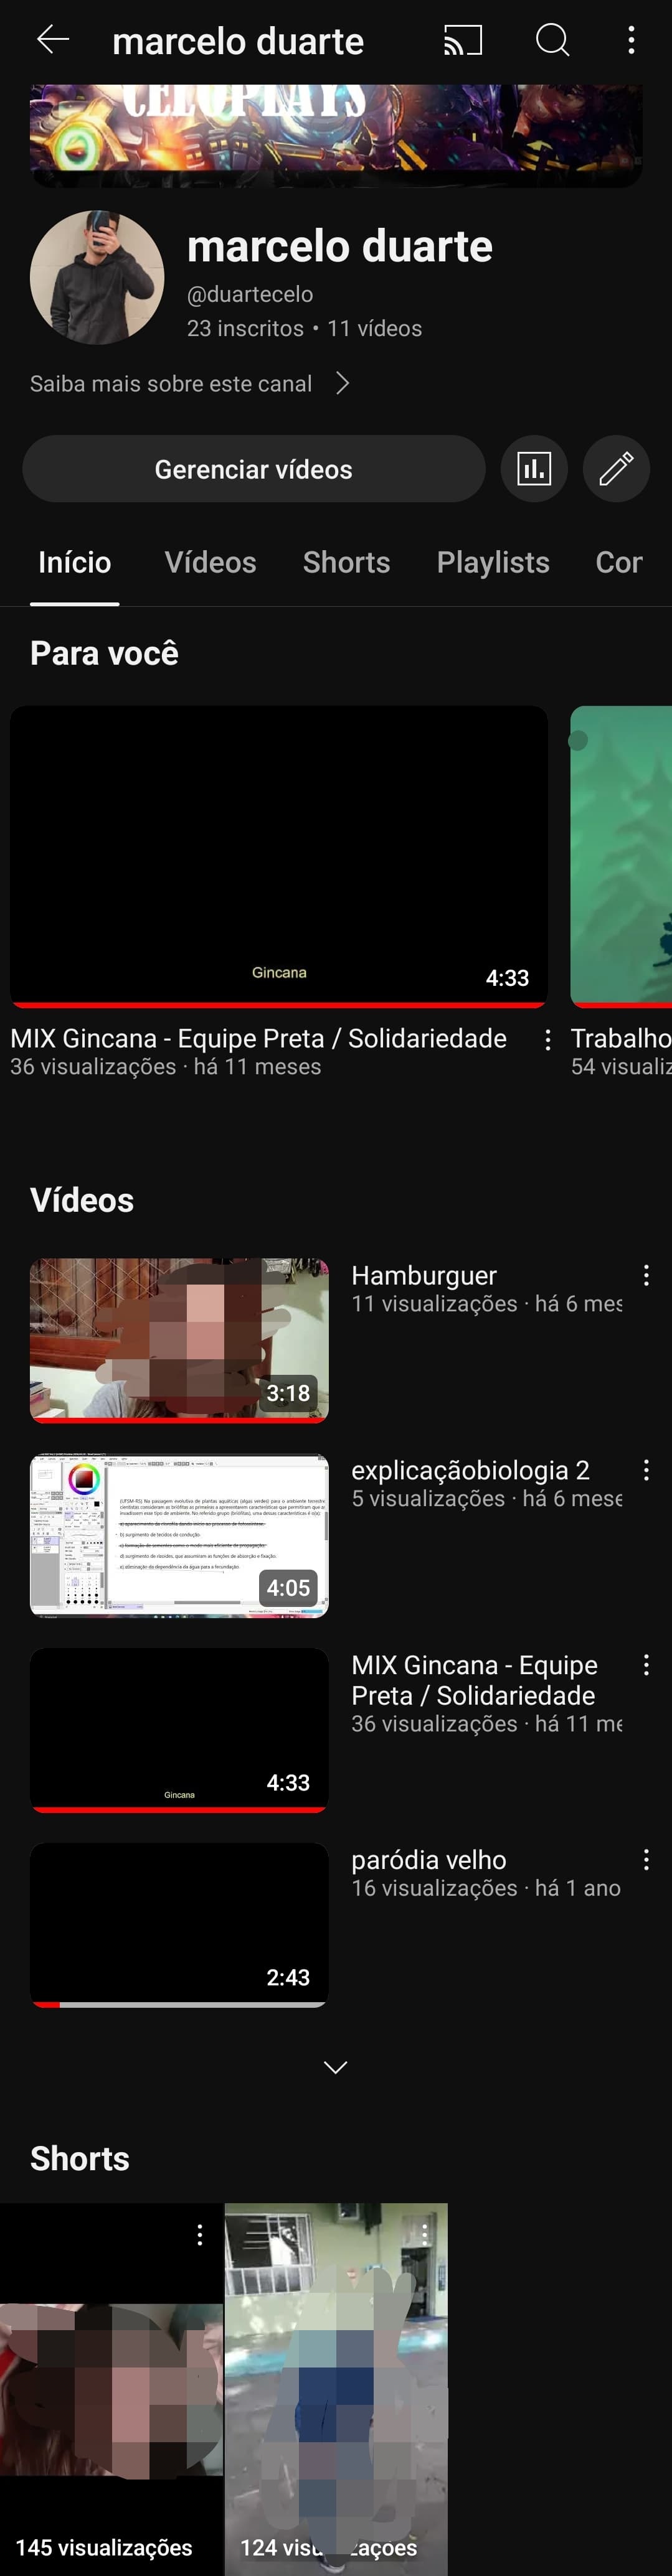 marcelo duarte
CELOPLAYS
marcelo duarte
@duartecelo
23 inscritos • 11 vídeos
Saiba mais sobre este canal
Gerenciar vídeos
Início
Vídeos
Shorts
Playlists
Con
Para você
Gincana
4:33
MIX Gincana - Equipe Preta / Solidariedade
36 visualizações · há 11 meses
Trabalho
54 visualiz
Vídeos
3:18
Hamburguer
11 visualizações · há 6 mes
4:05
explicaçãobiologia 2
5 visualizações · há 6 mese
Gincana
4:33
MIX Gincana - Equipe
Preta / Solidariedade
36 visualizações · há 11 me
2:43
paródia velho
16 visualizações · há 1 ano
Shorts
145 visualizações
124 visu zaçoes